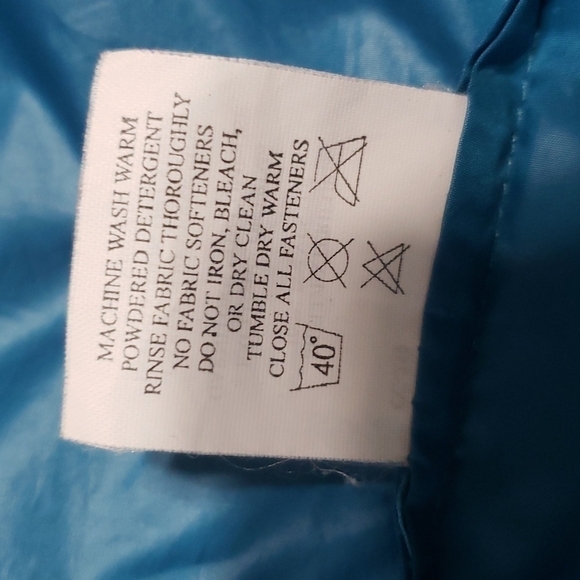 MACHINE WASH WARM
POWDERED DETERGENT
RINSE FABRIC THOROUGHLY
NO FABRIC SOFTENERS
DO NOT IRON, BLEACH,
OR DRY CLEAN
TUMBLE DRY WARM
CLOSE ALL FASTENERS
40°